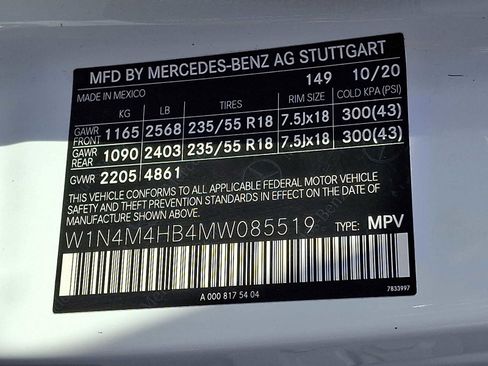 MFD BY MERCEDES-BENZ AG STUTTGART
MADE IN MEXICO 149 10/20
KG LB TIRES RIM SIZE COLD KPA (PSI)
GAWR FRONT 1165 2568 235/55 R18 7.5Jx18 300(43)
GAWR REAR 1090 2403 235/55 R18 7.5Jx18 300(43)
GVWR 2205 4861
THIS VEHICLE CONFORMS TO ALL APPLICABLE FEDERAL MOTOR VEHICLE
SAFETY AND THEFT PREVENTION STANDARDS IN EFFECT ON THE DATE OF
MANUFACTURE SHOWN ABOVE.
W1N4M4HB4MW085519 TYPE: MPV
A 000 817 54 04 7833997